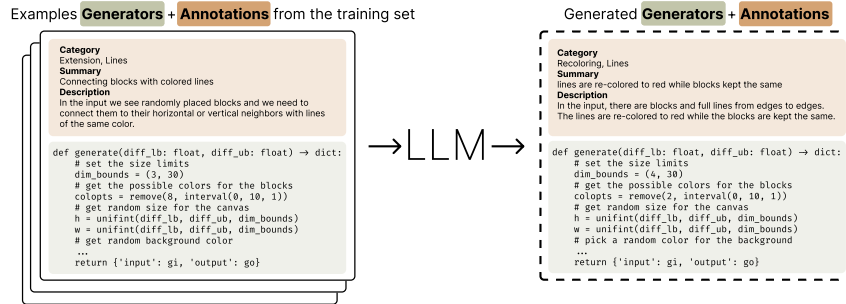 Examples Generators + Annotations from the training set
Category
Extension, Lines
Summary
Connecting blocks with colored lines
Description
In the input we see randomly placed blocks and we need to
connect them to their horizontal or vertical neighbors with lines
of the same color.
def generate(diff_lb: float, diff_ub: float) → dict:
# set the size limits
dim_bounds = (3, 30)
# get the possible colors for the blocks
colopts = remove(8, interval(0, 10, 1))
# get random size for the canvas
h = unifint(diff_lb, diff_ub, dim_bounds)
w = unifint(diff_lb, diff_ub, dim_bounds)
# get random background color
...
return {'input': gi, 'output': go}
→LLM→
Generated Generators + Annotations
Category
Recoloring, Lines
Summary
lines are re-colored to red while blocks kept the same
Description
In the input, there are blocks and full lines from edges to edges.
The lines are re-colored to red while the blocks are kept the same.
def generate(diff_lb: float, diff_ub: float) → dict:
# set the size limits
dim_bounds = (4, 30)
# get the possible colors for the blocks
colopts = remove(2, interval(0, 10, 1))
# get random size for the canvas
h = unifint(diff_lb, diff_ub, dim_bounds)
w = unifint(diff_lb, diff_ub, dim_bounds)
# pick a random color for the background
...
return {'input': gi, 'output': go}